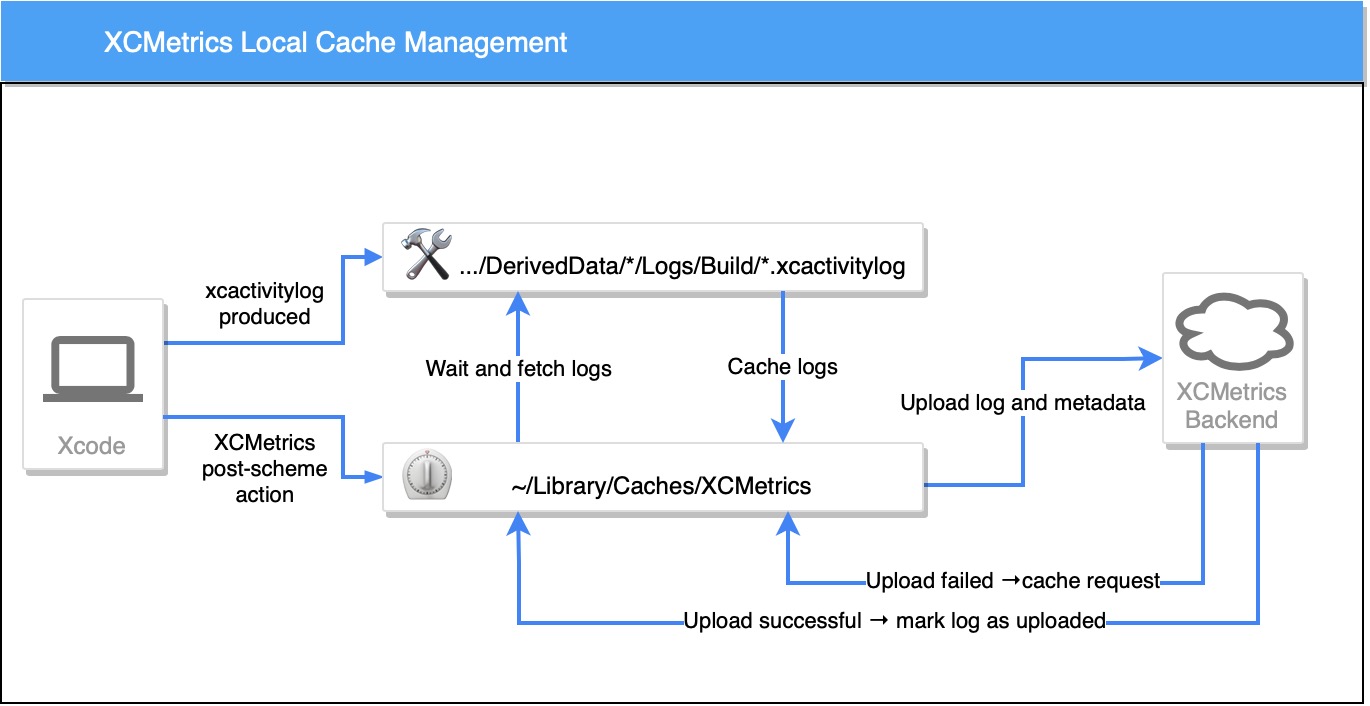 XCMetrics Local Cache Management
.../DerivedData/*/Logs/Build/*.xcactivitylog
xcactivitylog
produced
Wait and fetch logs
Cache logs
Upload log and metadata
XCMetrics
Backend
Xcode
XCMetrics
post-scheme
action
~/Library/Caches/XCMetrics
Upload failed →cache request
Upload successful → mark log as uploaded